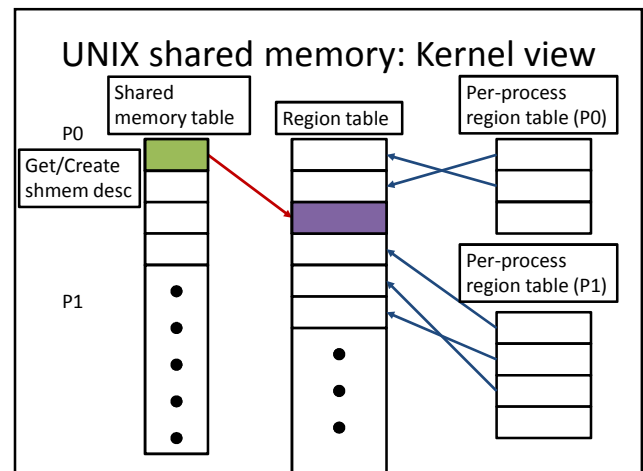 UNIX shared memory: Kernel view
Shared
memory table
Region table
Per-process
region table (P0)
P0
Get/Create
shmem desc
Per-process
region table (P1)
P1